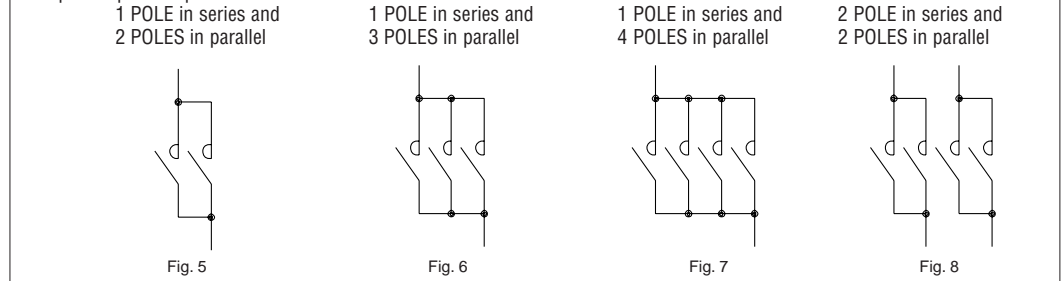 1 POLE in series and
2 POLES in parallel
1 POLE in series and
3 POLES in parallel
1 POLE in series and
4 POLES in parallel
2 POLE in series and
2 POLES in parallel
Fig. 5
Fig. 6
Fig. 7
Fig. 8